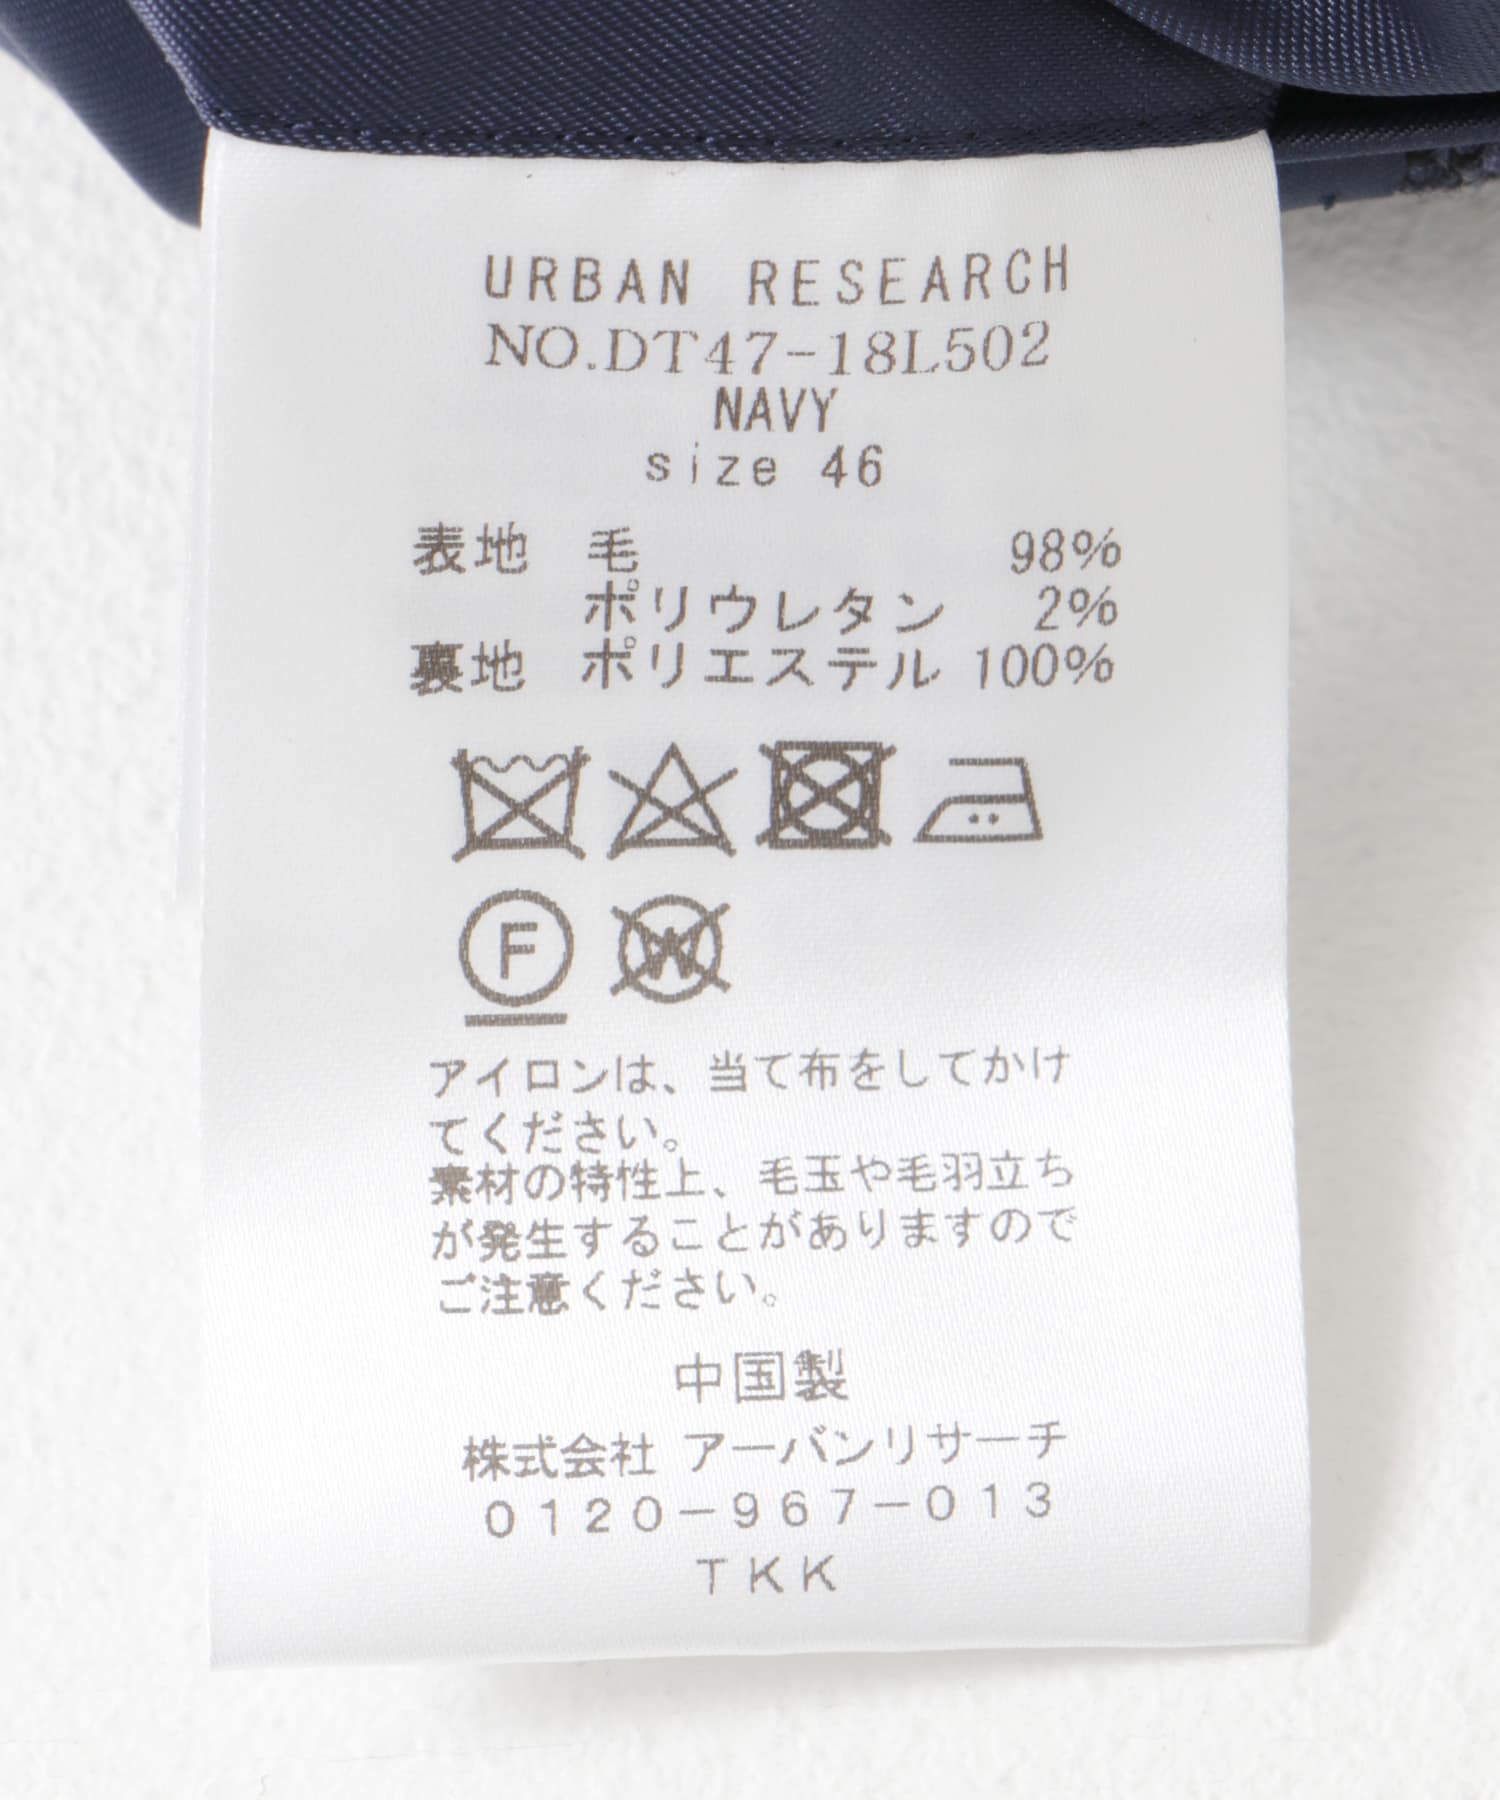 URBAN RESEARCH
NO.DT47-18L502
NAVY
size 46
表地 毛 98%
ポリウレタン 2%
裏地 ポリエステル 100%
F
W
アイロンは、当て布をしてかけ
てください。
素材の特性上、毛玉や毛羽立ち
が発生することがありますので
ご注意ください。
中国製
株式会社 アーバンリサーチ
0120-967-013
TKK